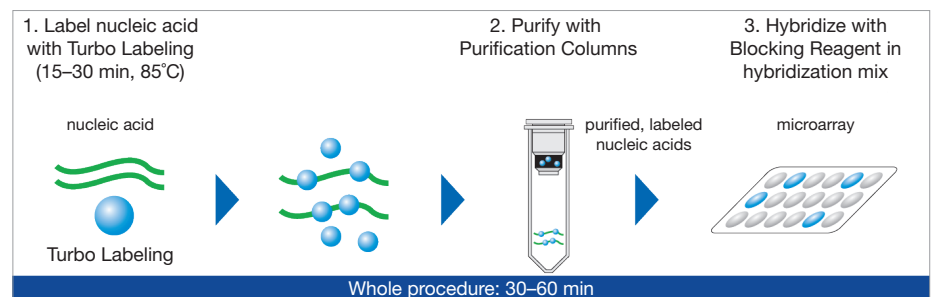 1. Label nucleic acid
with Turbo Labeling
(15–30 min, 85˚C)
2. Purify with
Purification Columns
3. Hybridize with
Blocking Reagent in
hybridization mix
nucleic acid
purified, labeled
nucleic acids
microarray
Turbo Labeling
Whole procedure: 30–60 min